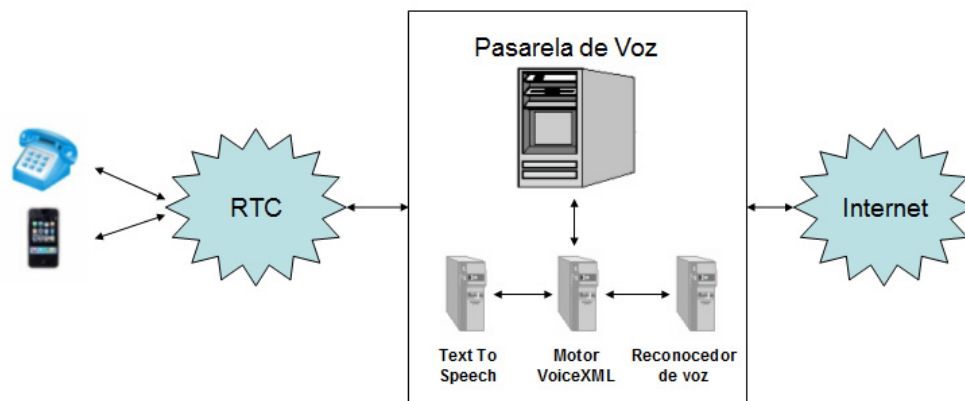 Pasarela de Voz
RTC
Internet
Text To
Speech
Motor
VoiceXML
Reconocedor
de voz